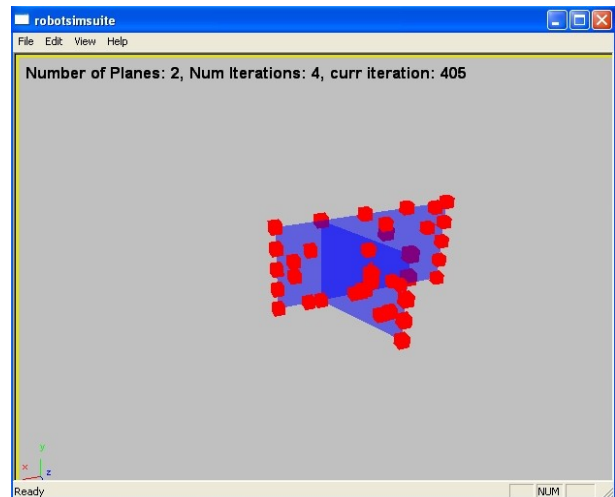 robotsimsuite
File Edit View Help
Number of Planes: 2, Num Iterations: 4, curr iteration: 405
y
x
z
Ready NUM